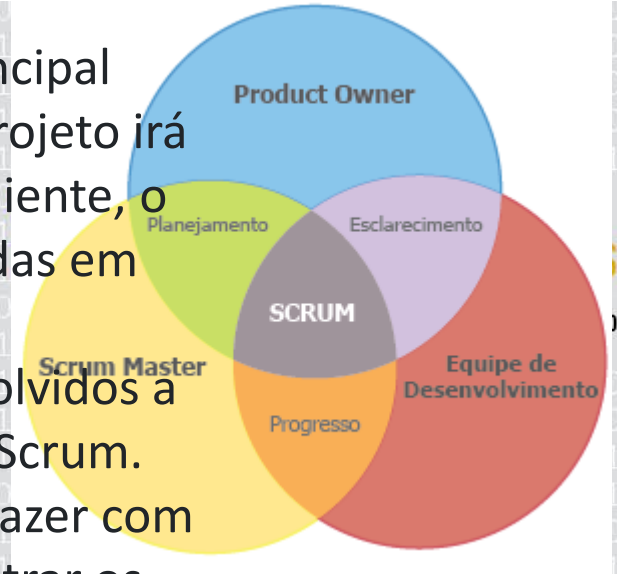 ncipal
rojeto irá
iente, o
das em
olvidos a
Scrum.
azer com
Product Owner
Planejamento
Esclarecimento
SCRUM
Scrum Master
Equipe de
Desenvolvimento
Progresso